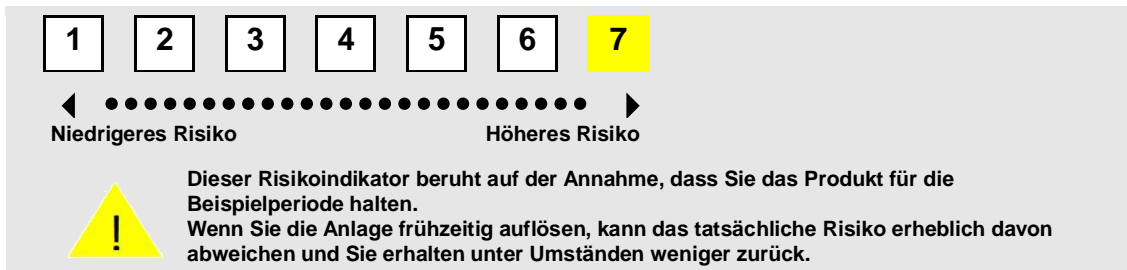 1 2 3 4 5 6 7
Niedrigeres Risiko Höheres Risiko
Dieser Risikoindikator beruht auf der Annahme, dass Sie das Produkt für die
Beispielperiode halten.
Wenn Sie die Anlage frühzeitig auflösen, kann das tatsächliche Risiko erheblich davon
abweichen und Sie erhalten unter Umständen weniger zurück.
!